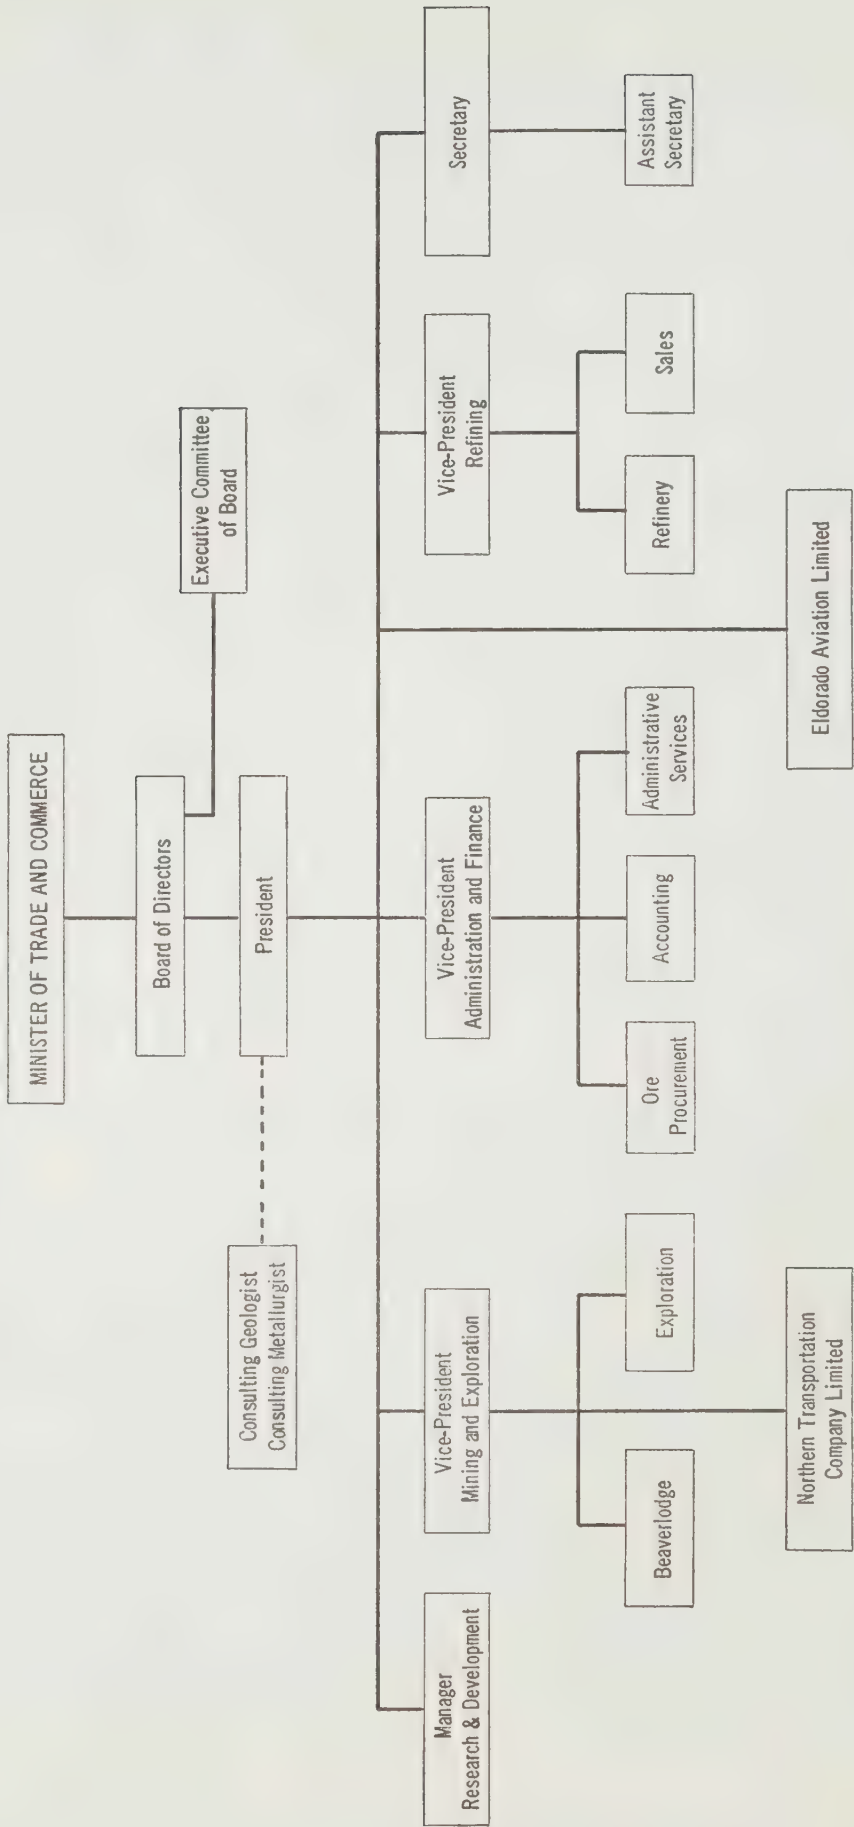 MINISTER OF TRADE AND COMMERCE
Board of Directors
Executive Committee
of Board
President
Consulting Geologist
Consulting Metallurgist
Manager
Research & Development
Vice-President
Mining and Exploration
Vice-President
Administration and Finance
Vice-President
Refining
Secretary
Beaverlodge
Exploration
Ore
Procurement
Accounting
Administrative
Services
Refinery
Sales
Assistant
Secretary
Northern Transportation
Company Limited
Eldorado Aviation Limited